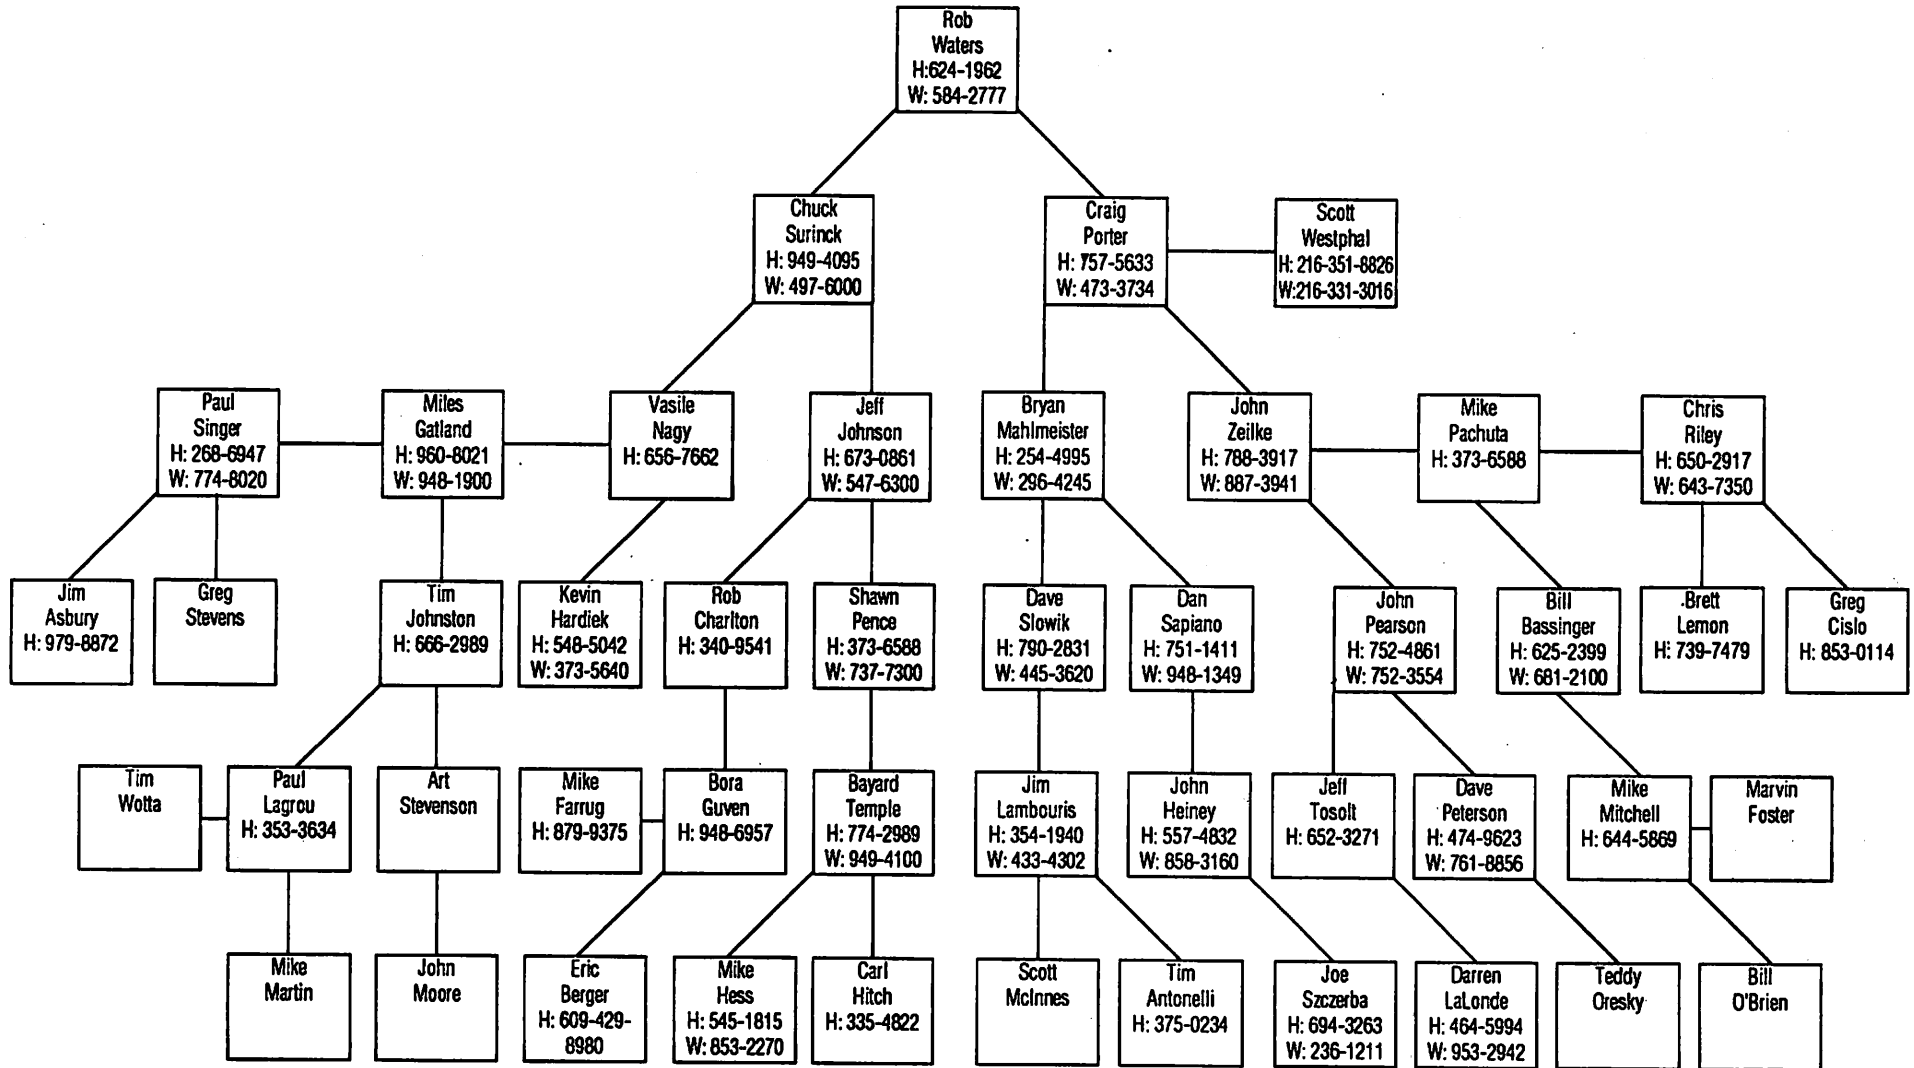 Rob
Waters
H:624-1962
W: 584-2777
Chuck
Surinck
H: 949-4095
W: 497-6000
Craig
Porter
H: 757-5633
W: 473-3734
Scott
Westphal
H: 216-351-8826
W:216-331-3016
Paul
Singer
H: 268-6947
W: 774-8020
Miles
Gatland
H: 960-8021
W: 948-1900
Vasile
Nagy
H: 656-7662
Jeff
Johnson
H: 673-0861
W: 547-6300
Bryan
Mahlmeister
H: 254-4995
W: 296-4245
John
Zeilke
H: 788-3917
W: 887-3941
Mike
Pachuta
H: 373-6588
Chris
Riley
H: 650-2917
W: 643-7350
Jim
Asbury
H: 979-8872
Greg
Stevens
Tim
Johnston
H: 666-2989
Kevin
Hardiek
H: 548-5042
W: 373-5640
Rob
Charlton
H: 340-9541
Shawn
Pence
H: 373-6588
W: 737-7300
Dave
Slowik
H: 790-2831
W: 445-3620
Dan
Sapiano
H: 751-1411
W: 948-1349
John
Pearson
H: 752-4861
W: 752-3554
Bill
Bassinger
H: 625-2399
W: 681-2100
Brett
Lemon
H: 739-7479
Greg
Cislo
H: 853-0114
Tim
Wotta
Paul
Lagrou
H: 353-3634
Art
Stevenson
Mike
Farrug
H: 879-9375
Bora
Guven
H: 948-6957
Bayard
Temple
H: 774-2989
W: 949-4100
Jim
Lambouris
H: 354-1940
W: 433-4302
John
Heiney
H: 557-4832
W: 858-3160
Jeff
Tosolt
H: 652-3271
Dave
Peterson
H: 474-9623
W: 761-8856
Mike
Mitchell
H: 644-5869
Marvin
Foster
Mike
Martin
John
Moore
Eric
Berger
H: 609-429-
8980
Mike
Hess
H: 545-1815
W: 853-2270
Carl
Hitch
H: 335-4822
Scott
McInnes
Tim
Antonelli
H: 375-0234
Joe
Szczerba
H: 694-3263
W: 236-1211
Darren
LaLonde
H: 464-5994
W: 953-2942
Teddy
Oresky
Bill
O'Brien